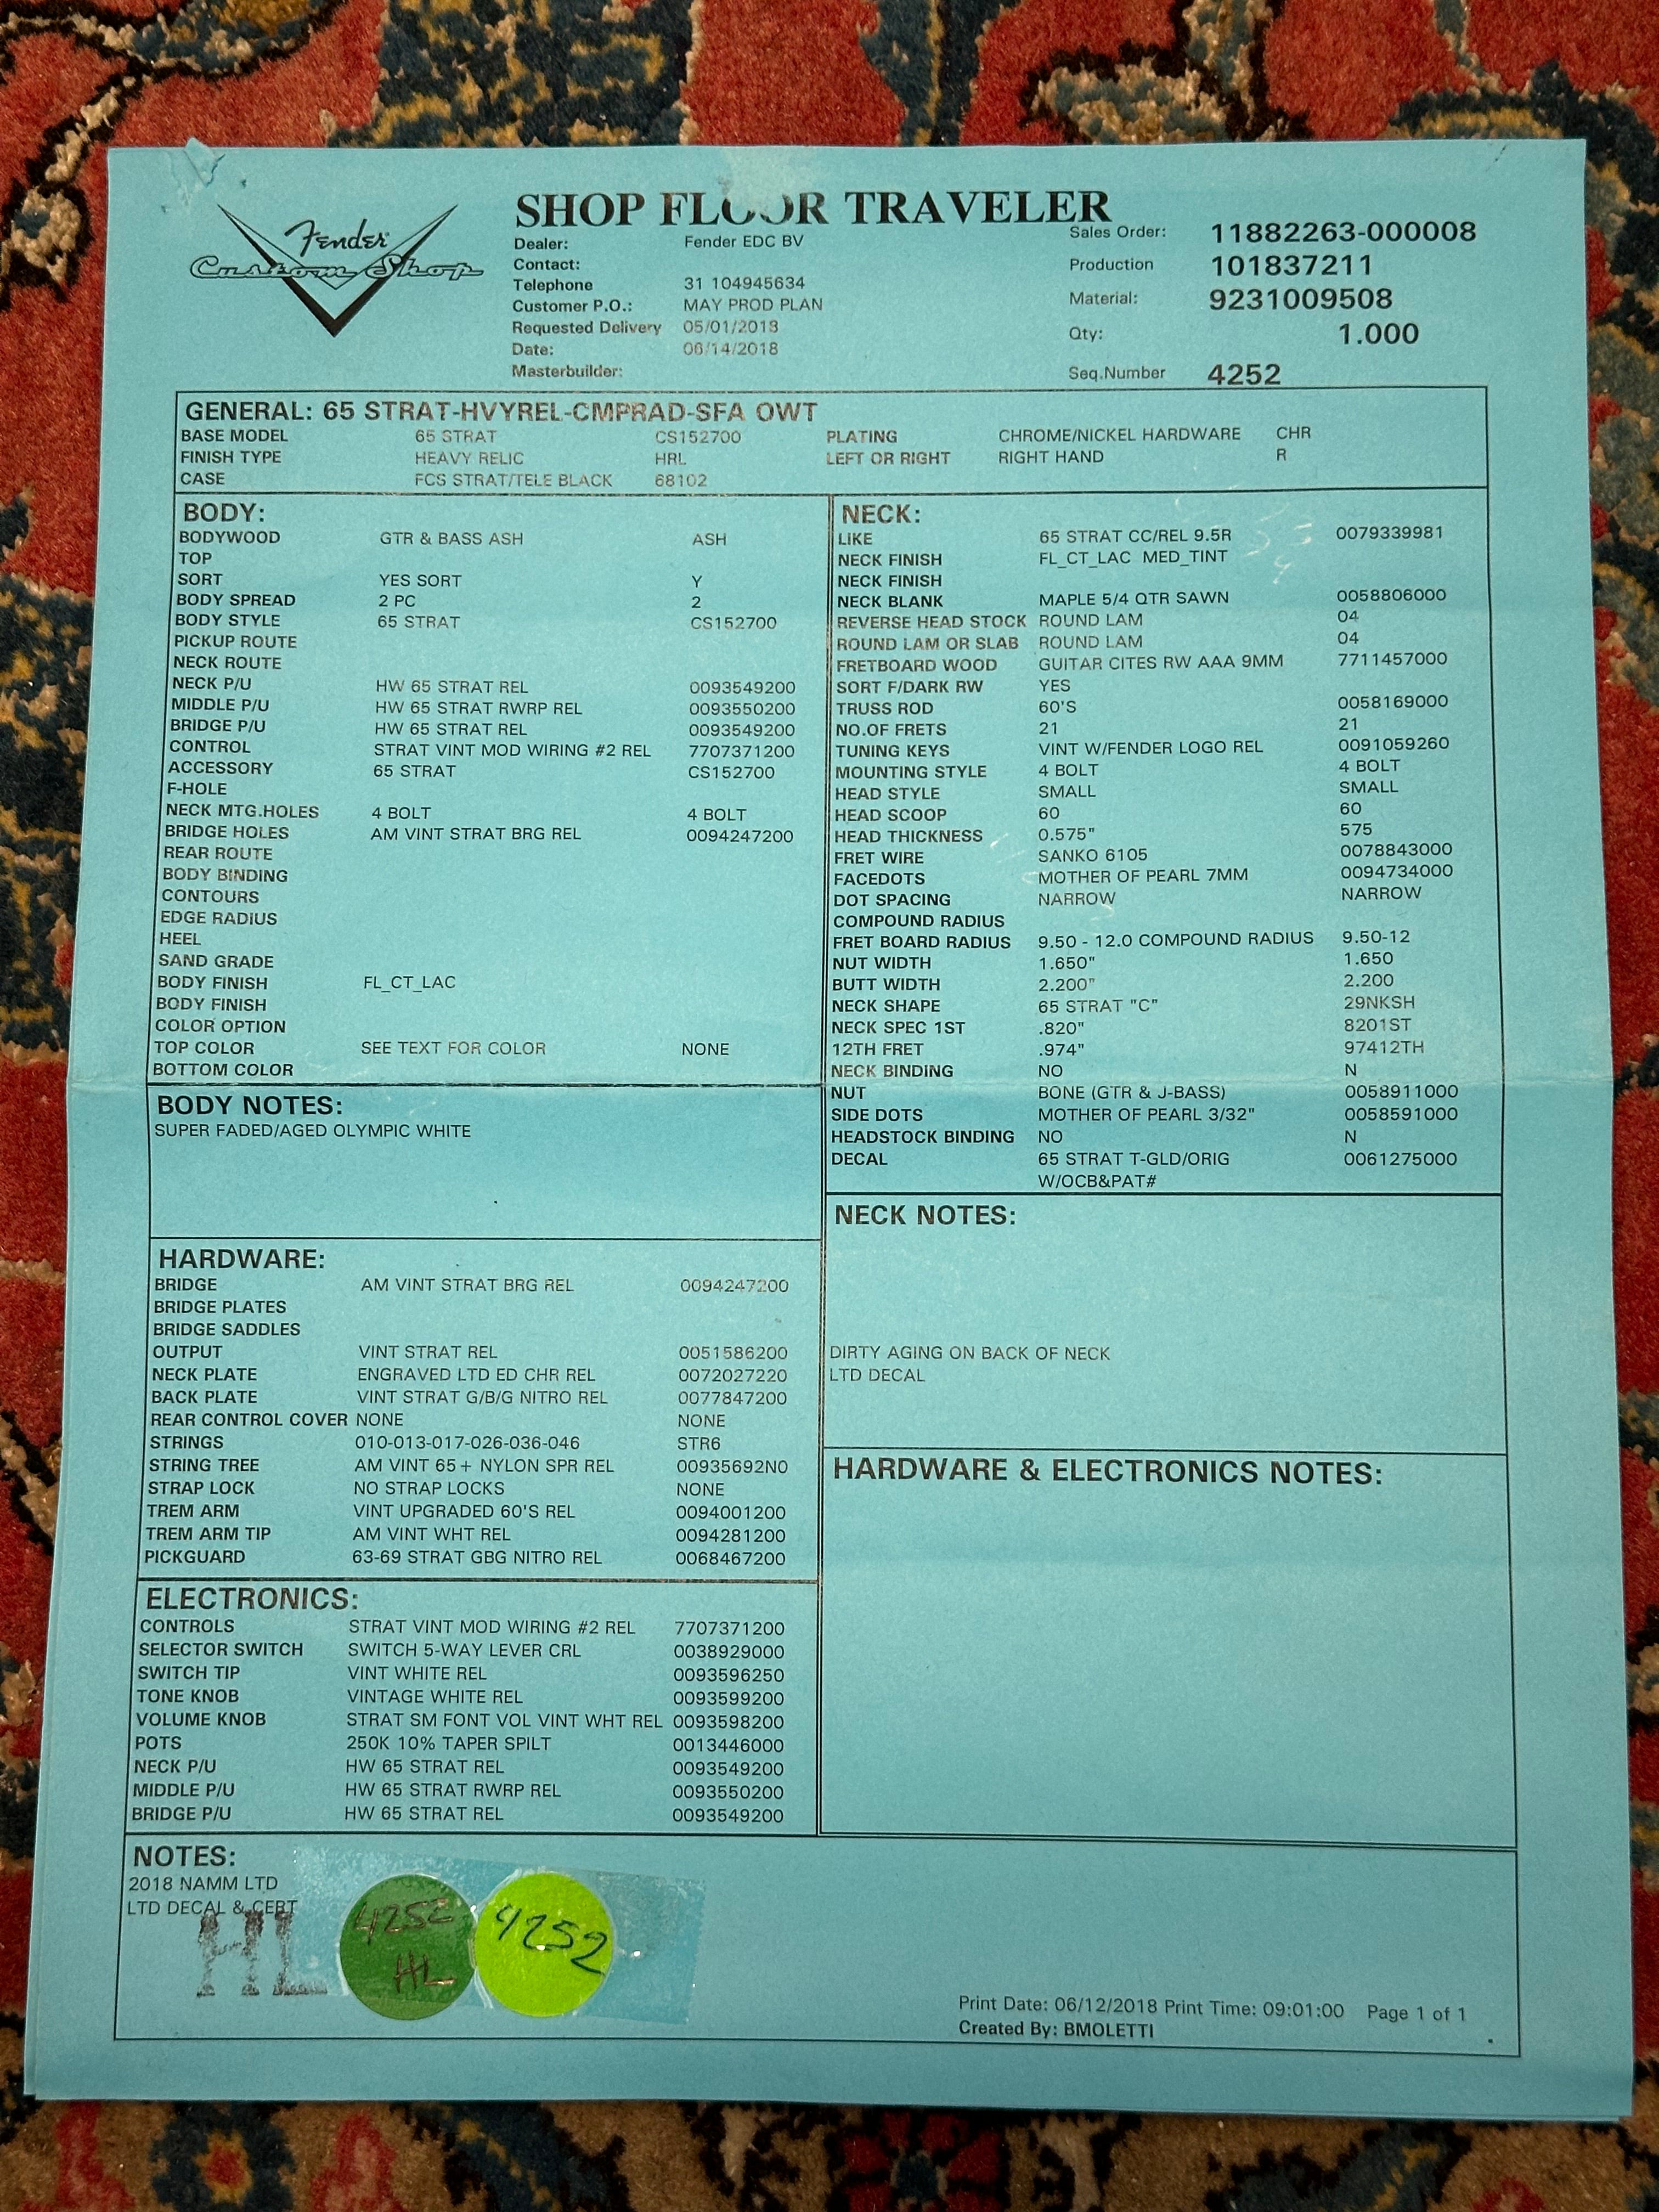 Fender
Custom Shop
SHOP FLOOR TRAVELER
Dealer: Fender EDC BV
Contact:
Telephone 31 104945634
Customer P.O.: MAY PROD PLAN
Requested Delivery 05/01/2018
Date: 06/14/2018
Masterbuilder:
Sales Order: 11882263-000008
Production 101837211
Material: 9231009508
Qty: 1.000
Seq.Number 4252
GENERAL: 65 STRAT-HVYREL-CMPRAD-SFA OWT
BASE MODEL 65 STRAT CS152700 PLATING CHROME/NICKEL HARDWARE CHR
FINISH TYPE HEAVY RELIC HRL LEFT OR RIGHT RIGHT HAND R
CASE FCS STRAT/TELE BLACK 68102
BODY:
BODYWOOD GTR & BASS ASH ASH
TOP
SORT YES SORT Y
BODY SPREAD 2 PC 2
BODY STYLE 65 STRAT CS152700
PICKUP ROUTE
NECK ROUTE
NECK P/U HW 65 STRAT REL 0093549200
MIDDLE P/U HW 65 STRAT RWRP REL 0093550200
BRIDGE P/U HW 65 STRAT REL 0093549200
CONTROL STRAT VINT MOD WIRING #2 REL 7707371200
ACCESSORY 65 STRAT CS152700
F-HOLE
NECK MTG.HOLES 4 BOLT 4 BOLT
BRIDGE HOLES AM VINT STRAT BRG REL 0094247200
REAR ROUTE
BODY BINDING
CONTOURS
EDGE RADIUS
HEEL
SAND GRADE
BODY FINISH FL_CT_LAC
BODY FINISH
COLOR OPTION
TOP COLOR SEE TEXT FOR COLOR NONE
BOTTOM COLOR
BODY NOTES:
SUPER FADED/AGED OLYMPIC WHITE
HARDWARE:
BRIDGE AM VINT STRAT BRG REL 0094247200
BRIDGE PLATES
BRIDGE SADDLES
OUTPUT VINT STRAT REL 0051586200
NECK PLATE ENGRAVED LTD ED CHR REL 0072027220
BACK PLATE VINT STRAT G/B/G NITRO REL 0077847200
REAR CONTROL COVER NONE NONE
STRINGS 010-013-017-026-036-046 STR6
STRING TREE AM VINT 65+ NYLON SPR REL 00935692N0
STRAP LOCK NO STRAP LOCKS NONE
TREM ARM VINT UPGRADED 60'S REL 0094001200
TREM ARM TIP AM VINT WHT REL 0094281200
PICKGUARD 63-69 STRAT GBG NITRO REL 0068467200
ELECTRONICS:
CONTROLS STRAT VINT MOD WIRING #2 REL 7707371200
SELECTOR SWITCH SWITCH 5-WAY LEVER CRL 0038929000
SWITCH TIP VINT WHITE REL 0093596250
TONE KNOB VINTAGE WHITE REL 0093599200
VOLUME KNOB STRAT SM FONT VOL VINT WHT REL 0093598200
POTS 250K 10% TAPER SPILT 0013446000
NECK P/U HW 65 STRAT REL 0093549200
MIDDLE P/U HW 65 STRAT RWRP REL 0093550200
BRIDGE P/U HW 65 STRAT REL 0093549200
NECK:
LIKE 65 STRAT CC/REL 9.5R 0079339981
NECK FINISH FL_CT_LAC MED_TINT
NECK FINISH
NECK BLANK MAPLE 5/4 QTR SAWN 0058806000
REVERSE HEAD STOCK ROUND LAM 04
ROUND LAM OR SLAB ROUND LAM 04
FRETBOARD WOOD GUITAR CITES RW AAA 9MM 7711457000
SORT F/DARK RW YES
TRUSS ROD 60'S 0058169000
NO.OF FRETS 21 21
TUNING KEYS VINT W/FENDER LOGO REL 0091059260
MOUNTING STYLE 4 BOLT 4 BOLT
HEAD STYLE SMALL SMALL
HEAD SCOOP 60 60
HEAD THICKNESS 0.575" 575
FRET WIRE SANKO 6105 0078843000
FACEDOTS MOTHER OF PEARL 7MM 0094734000
DOT SPACING NARROW NARROW
COMPOUND RADIUS
FRET BOARD RADIUS 9.50 - 12.0 COMPOUND RADIUS 9.50-12
NUT WIDTH 1.650" 1.650
BUTT WIDTH 2.200" 2.200
NECK SHAPE 65 STRAT "C" 29NKSH
NECK SPEC 1ST .820" 8201ST
12TH FRET .974" 97412TH
NECK BINDING NO N
NUT BONE (GTR & J-BASS) 0058911000
SIDE DOTS MOTHER OF PEARL 3/32" 0058591000
HEADSTOCK BINDING NO N
DECAL 65 STRAT T-GLD/ORIG 0061275000
W/OCB&PAT#
NECK NOTES:
DIRTY AGING ON BACK OF NECK
LTD DECAL
HARDWARE & ELECTRONICS NOTES:
NOTES:
2018 NAMM LTD
LTD DECAL & CERT
HL
4252
HL
4252
Print Date: 06/12/2018 Print Time: 09:01:00 Page 1 of 1
Created By: BMOLETTI